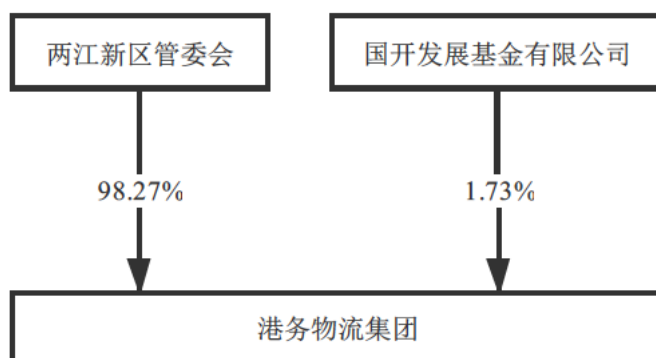 两江新区管委会
国开发展基金有限公司
98.27%
1.73%
港务物流集团